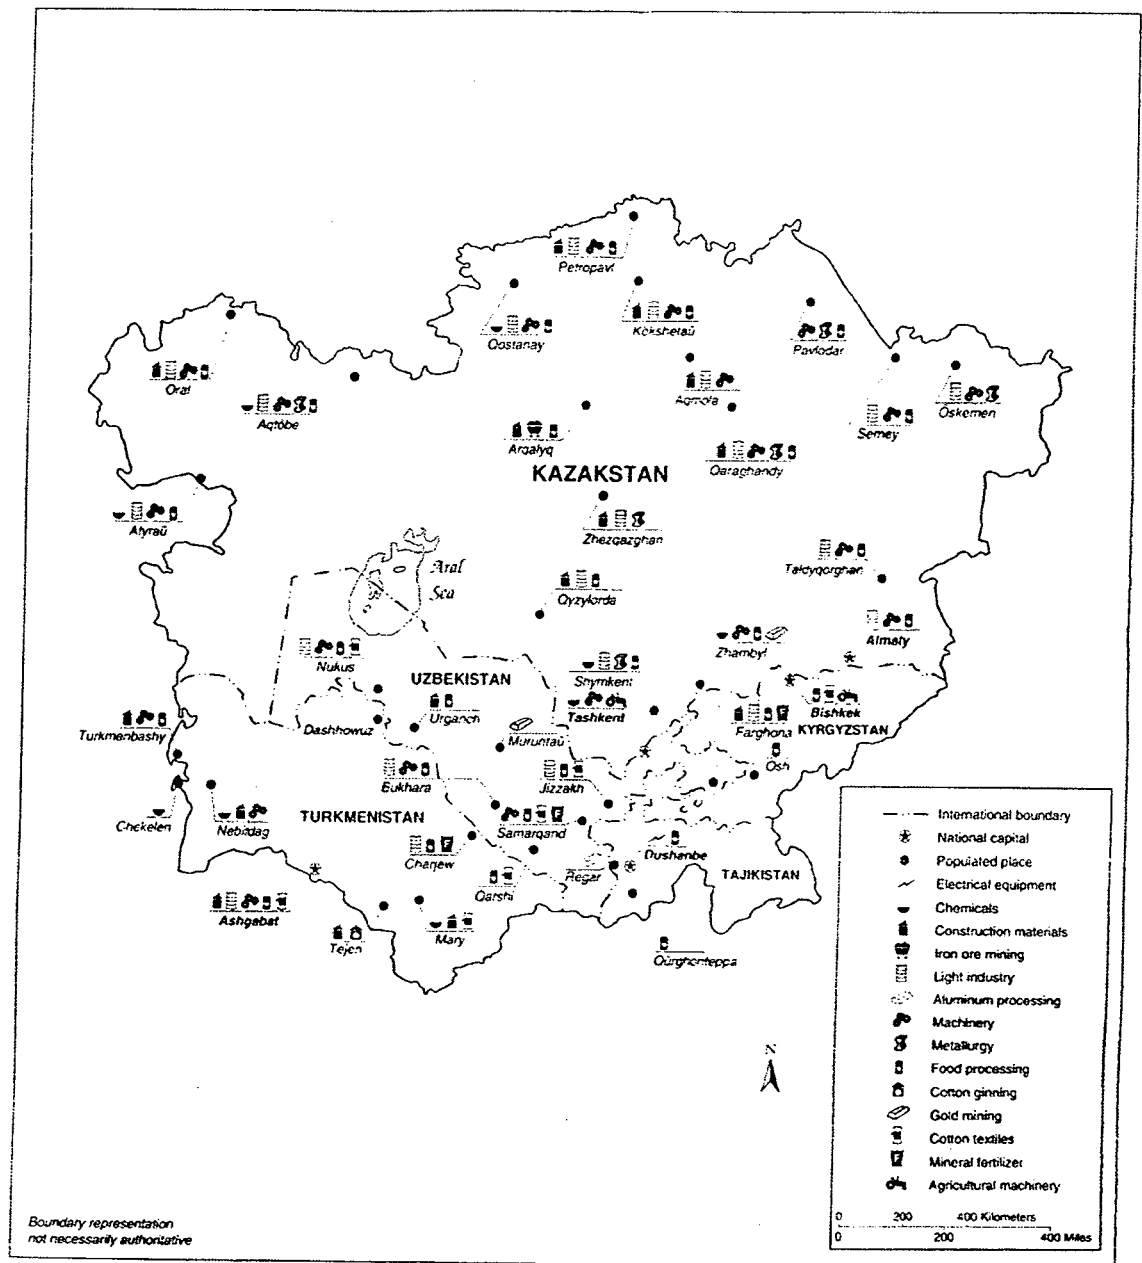 Petropavl
Qostanay
Kökshetaū
Pavlodar
Oral
Aqtöbe
Aqmola
Öskemen
Semey
Arqalyq
Qaraghandy
KAZAKSTAN
Atyraū
Zhezqazghan
Aral
Sea
Taldyqorghan
Qyzylorda
Almaty
Zhambyl
Nukus
UZBEKISTAN
Shymkent
Urganch
Tashkent
Bishkek
Turkmenbashy
Dashhowuz
Muruntaū
Farghona
KYRGYZSTAN
Osh
Bukhara
Jizzakh
Chekelen
Nebitdag
TURKMENISTAN
Samarqand
Charjew
Dushanbe
Qarshi
Regar
TAJIKISTAN
Ashgabat
Tejen
Mary
Qŭrghonteppa
International boundary
National capital
Populated place
Electrical equipment
Chemicals
Construction materials
Iron ore mining
Light industry
Aluminum processing
Machinery
Metallurgy
Food processing
Cotton ginning
Gold mining
Cotton textiles
Mineral fertilizer
Agricultural machinery
N
0 200 400 Kilometers
0 200 400 Miles
Boundary representation
not necessarily authoritative